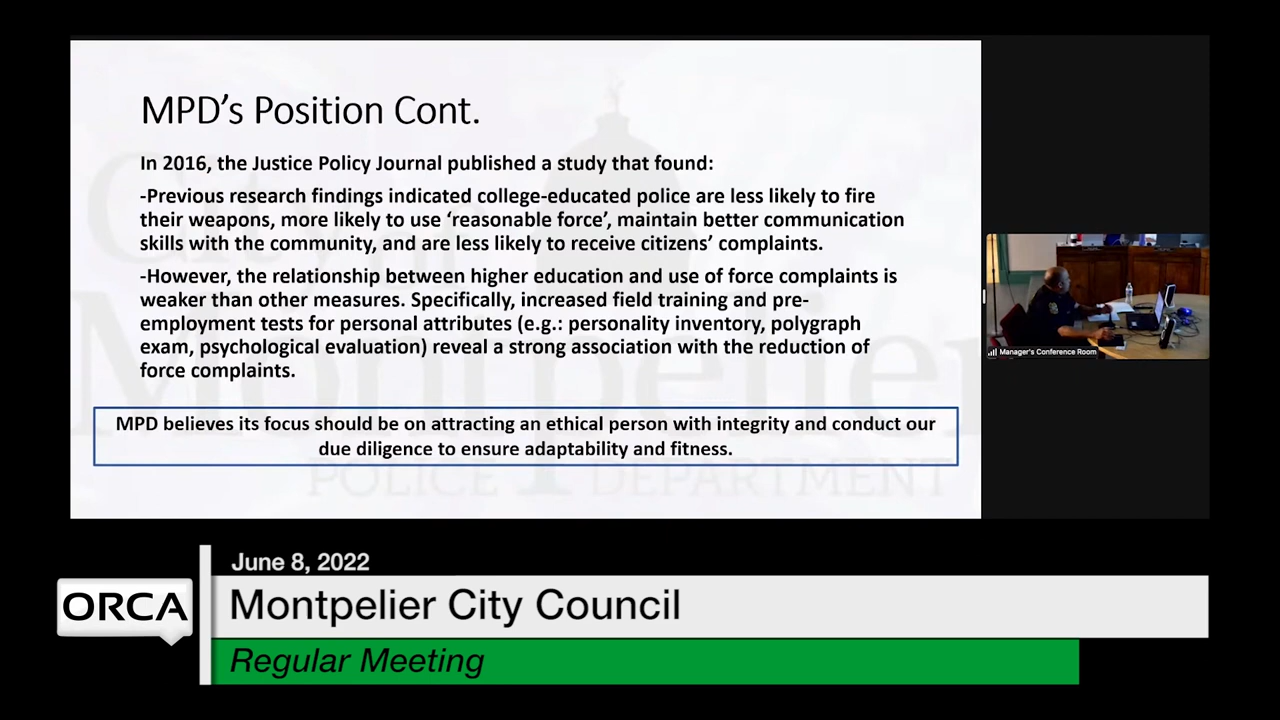 MPD's Position Cont.
In 2016, the Justice Policy Journal published a study that found:
-Previous research findings indicated college-educated police are less likely to fire
their weapons, more likely to use ‘reasonable force’, maintain better communication
skills with the community, and are less likely to receive citizens’ complaints.
-However, the relationship between higher education and use of force complaints is
weaker than other measures. Specifically, increased field training and pre-
employment tests for personal attributes (e.g.: personality inventory, polygraph
exam, psychological evaluation) reveal a strong association with the reduction of
force complaints.
MPD believes its focus should be on attracting an ethical person with integrity and conduct our
due diligence to ensure adaptability and fitness.
City of
Montpelier
POLICE DEPARTMENT
Manager's Conference Room
June 8, 2022
ORCA
Montpelier City Council
Regular Meeting